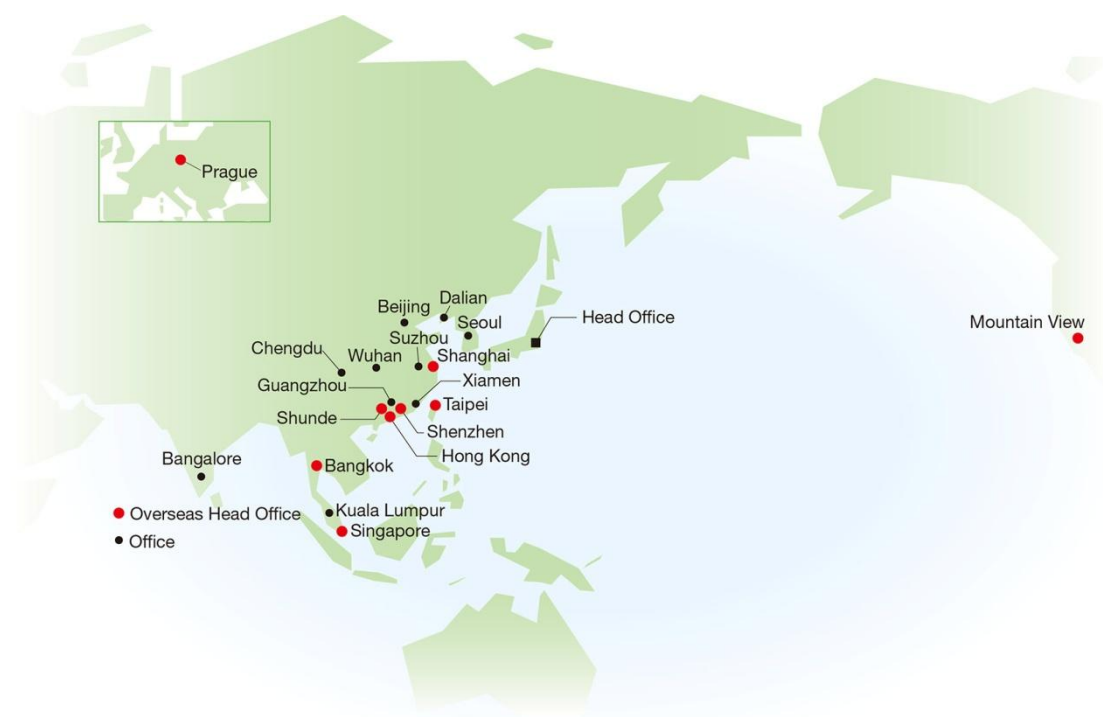 Prague
Dalian
Beijing
Head Office
Seoul
Mountain View
Suzhou
Chengdu
Wuhan
Shanghai
Guangzhou
Xiamen
Taipei
Shunde
Shenzhen
Hong Kong
Bangalore
Bangkok
Kuala Lumpur
Overseas Head Office
Singapore
Office